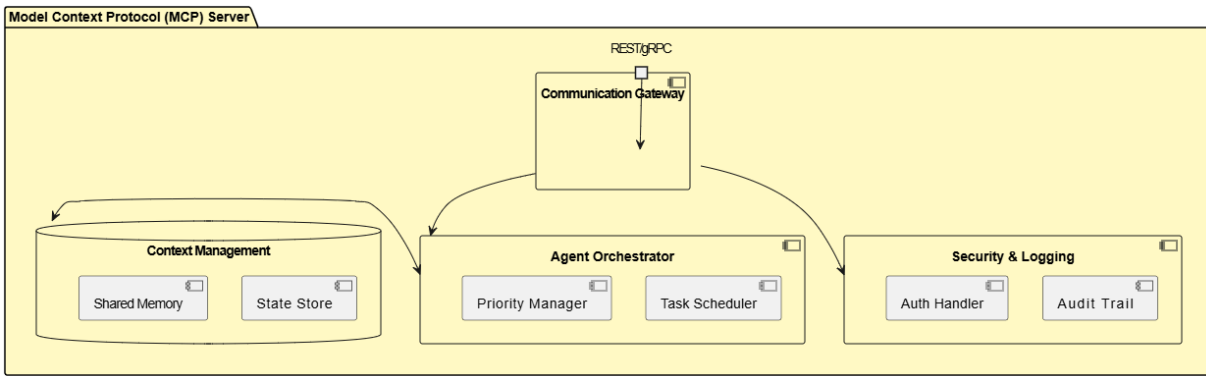 Model Context Protocol (MCP) Server
REST/gRPC
Communication Gateway
Context Management
Shared Memory
State Store
Agent Orchestrator
Priority Manager
Task Scheduler
Security & Logging
Auth Handler
Audit Trail